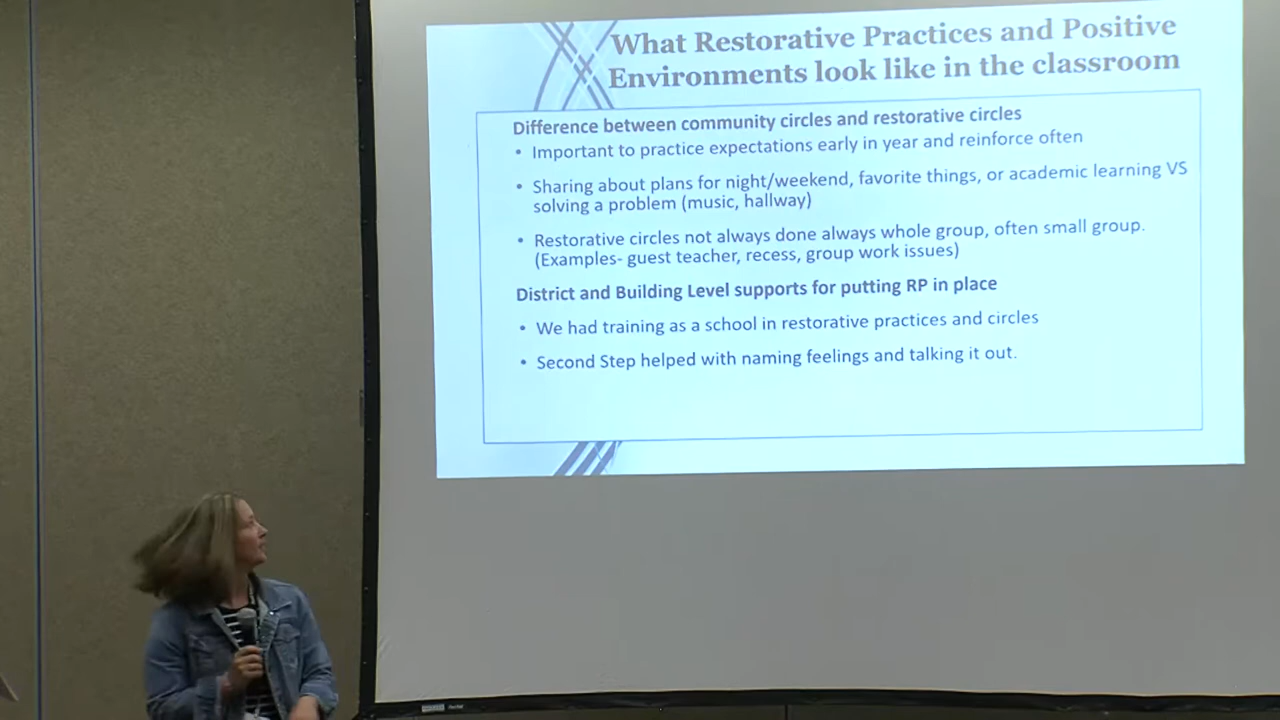 What Restorative Practices and Positive
Environments look like in the classroom
Difference between community circles and restorative circles
• Important to practice expectations early in year and reinforce often
• Sharing about plans for night/weekend, favorite things, or academic learning VS
solving a problem (music, hallway)
• Restorative circles not always done always whole group, often small group.
(Examples- guest teacher, recess, group work issues)
District and Building Level supports for putting RP in place
• We had training as a school in restorative practices and circles
• Second Step helped with naming feelings and talking it out.